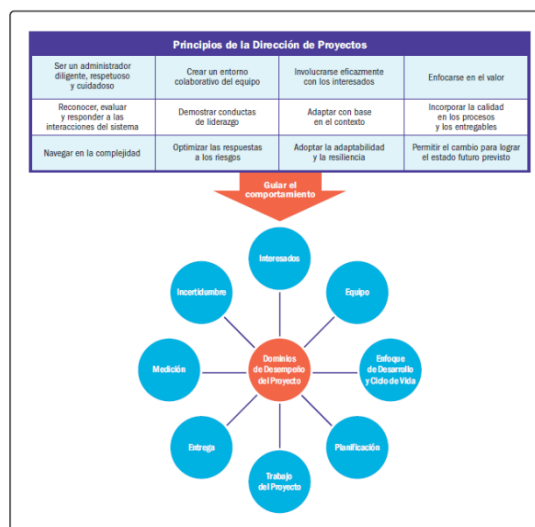 Principios de la Dirección de Proyectos
Ser un administrador
diligente, respetuoso
y cuidadoso
Crear un entorno
colaborativo del equipo
Involucrarse eficazmente
con los interesados
Enfocarse en el valor
Reconocer, evaluar
y responder a las
interacciones del sistema
Demostrar conductas
de liderazgo
Adaptar con base
en el contexto
Incorporar la calidad
en los procesos
y los entregables
Navegar en la complejidad
Optimizar las respuestas
a los riesgos
Adoptar la adaptabilidad
y la resiliencia
Permitir el cambio para lograr
el estado futuro previsto
Guiar el
comportamiento
Interesados
Incertidumbre
Equipo
Medición
Dominios
de Desempeño
del Proyecto
Enfoque
de Desarrollo
y Ciclo de Vida
Entrega
Planificación
Trabajo
del Proyecto